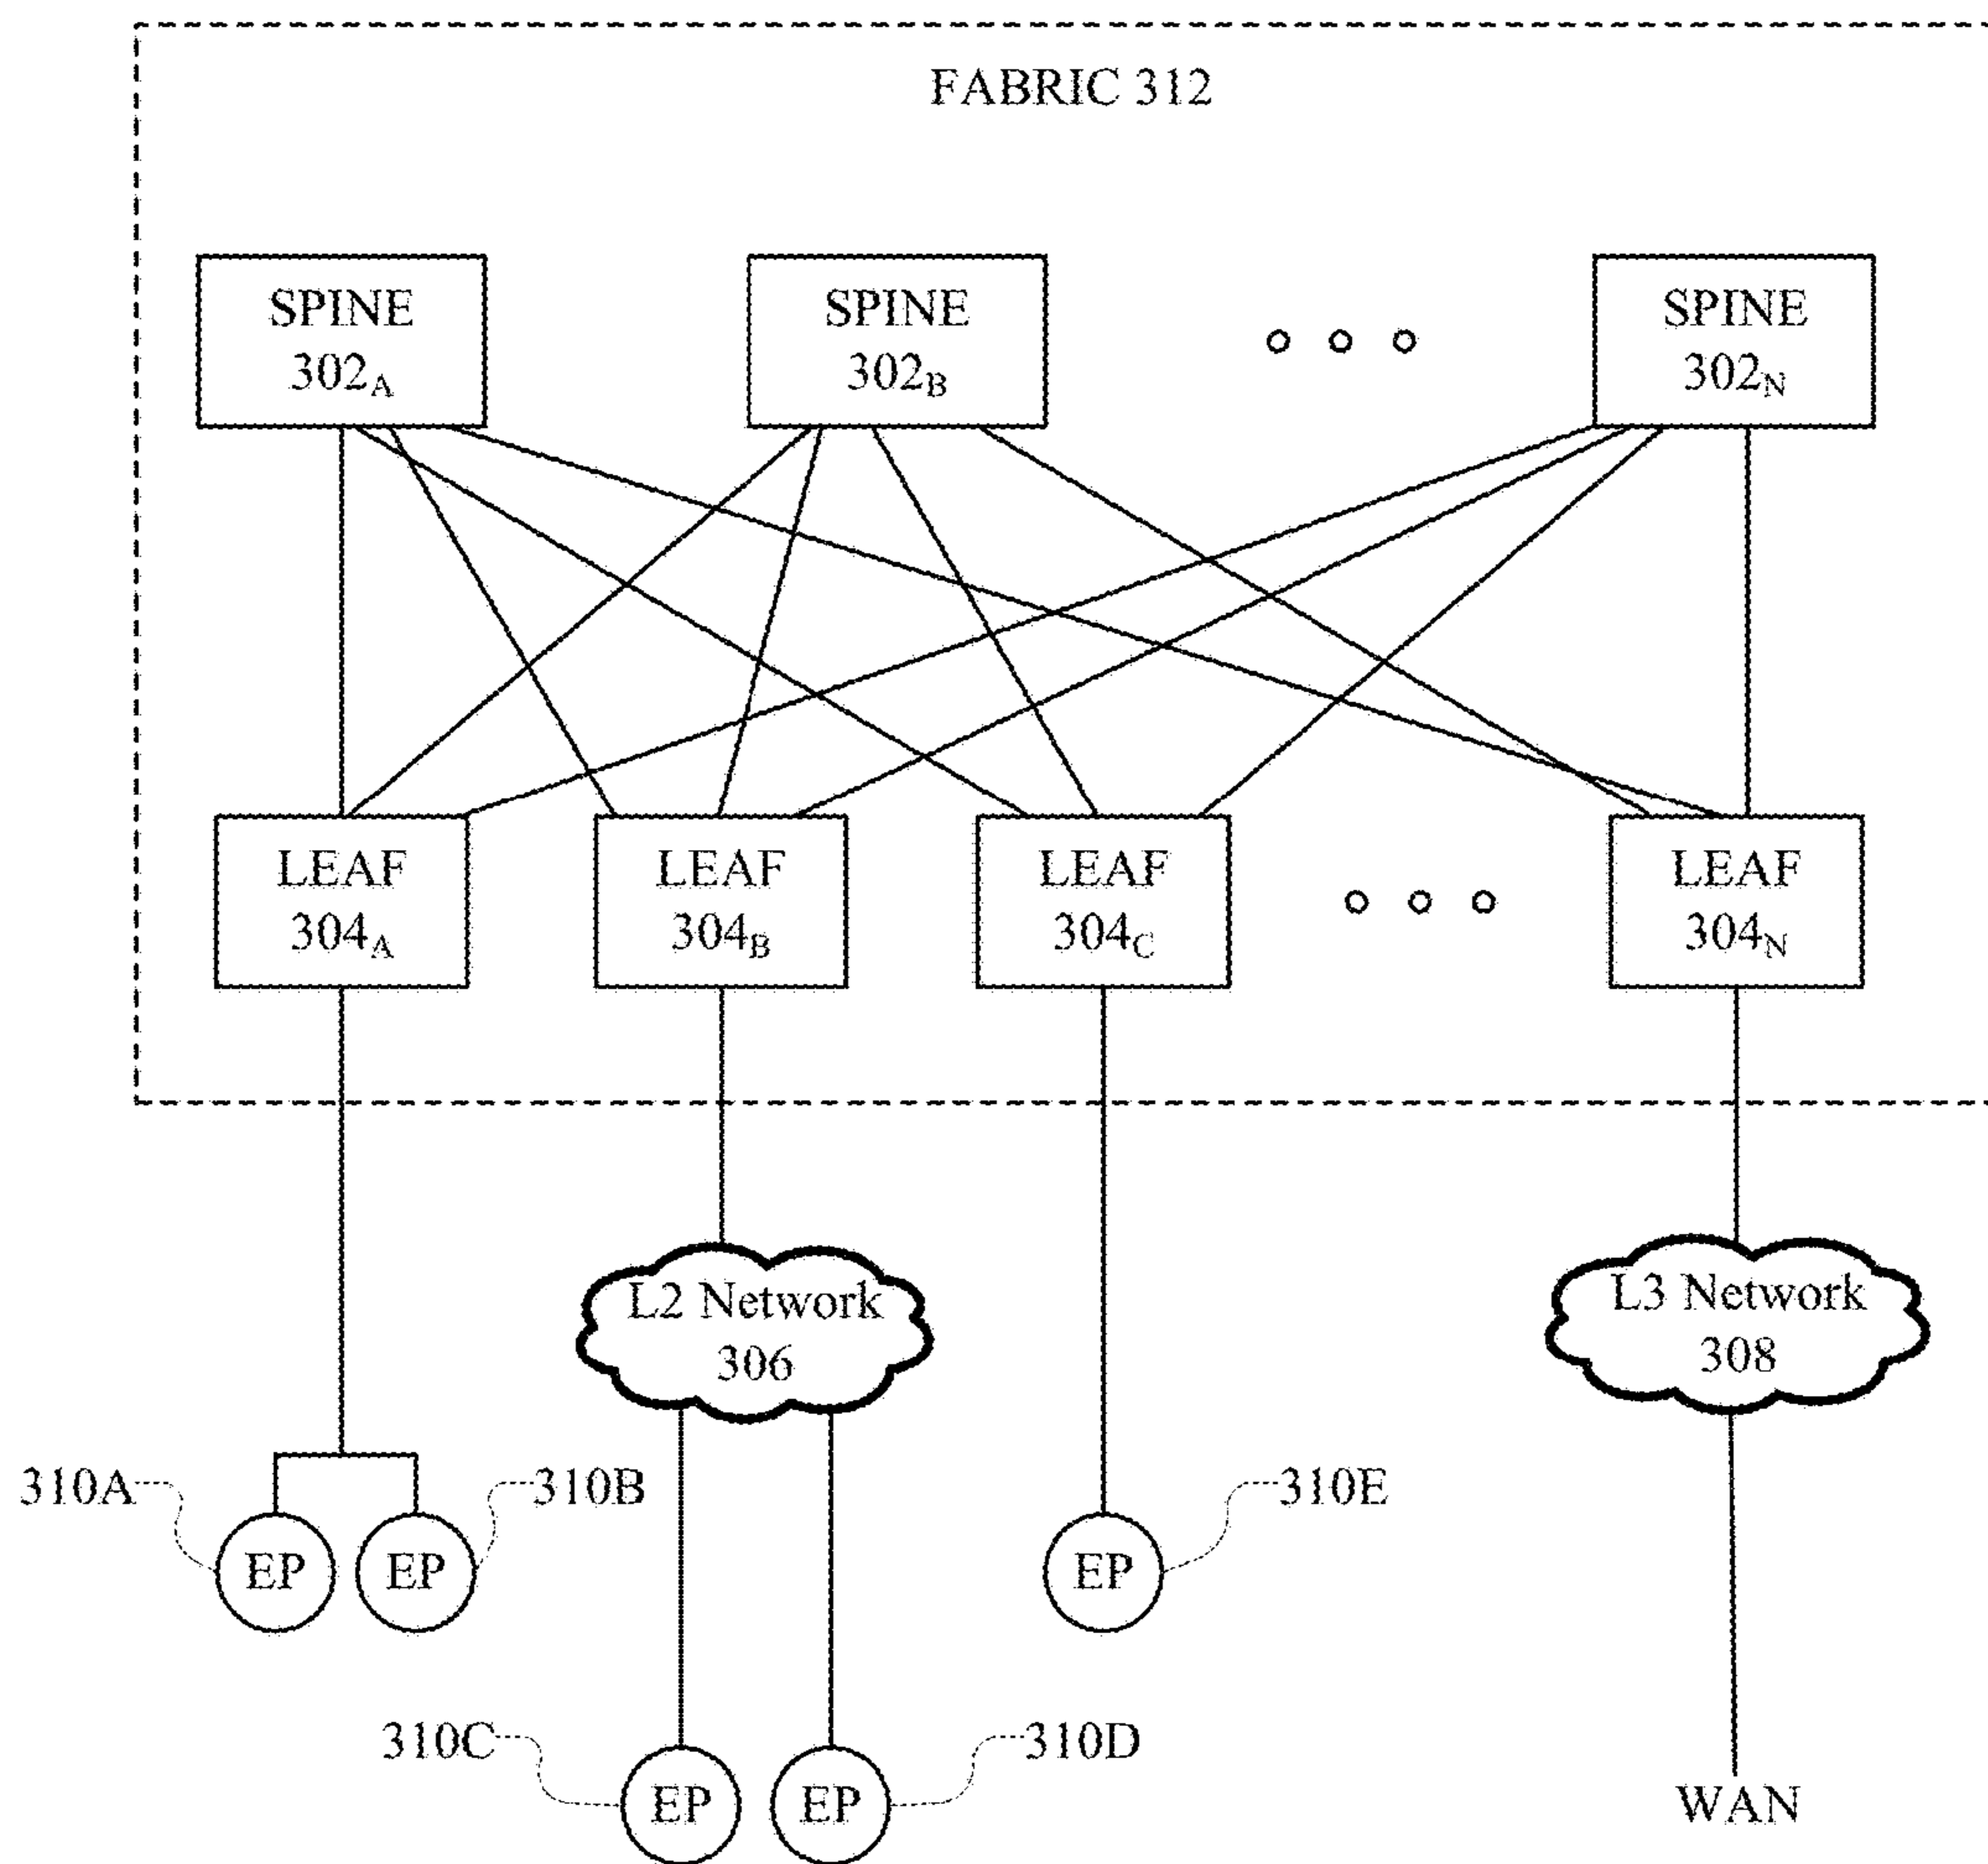 FABRIC 312
SPINE
302A
SPINE
302B
SPINE
302N
LEAF
304A
LEAF
304B
LEAF
304C
LEAF
304N
L2 Network
306
L3 Network
308
310A
310B
310E
EP
EP
EP
310C
310D
EP
EP
WAN